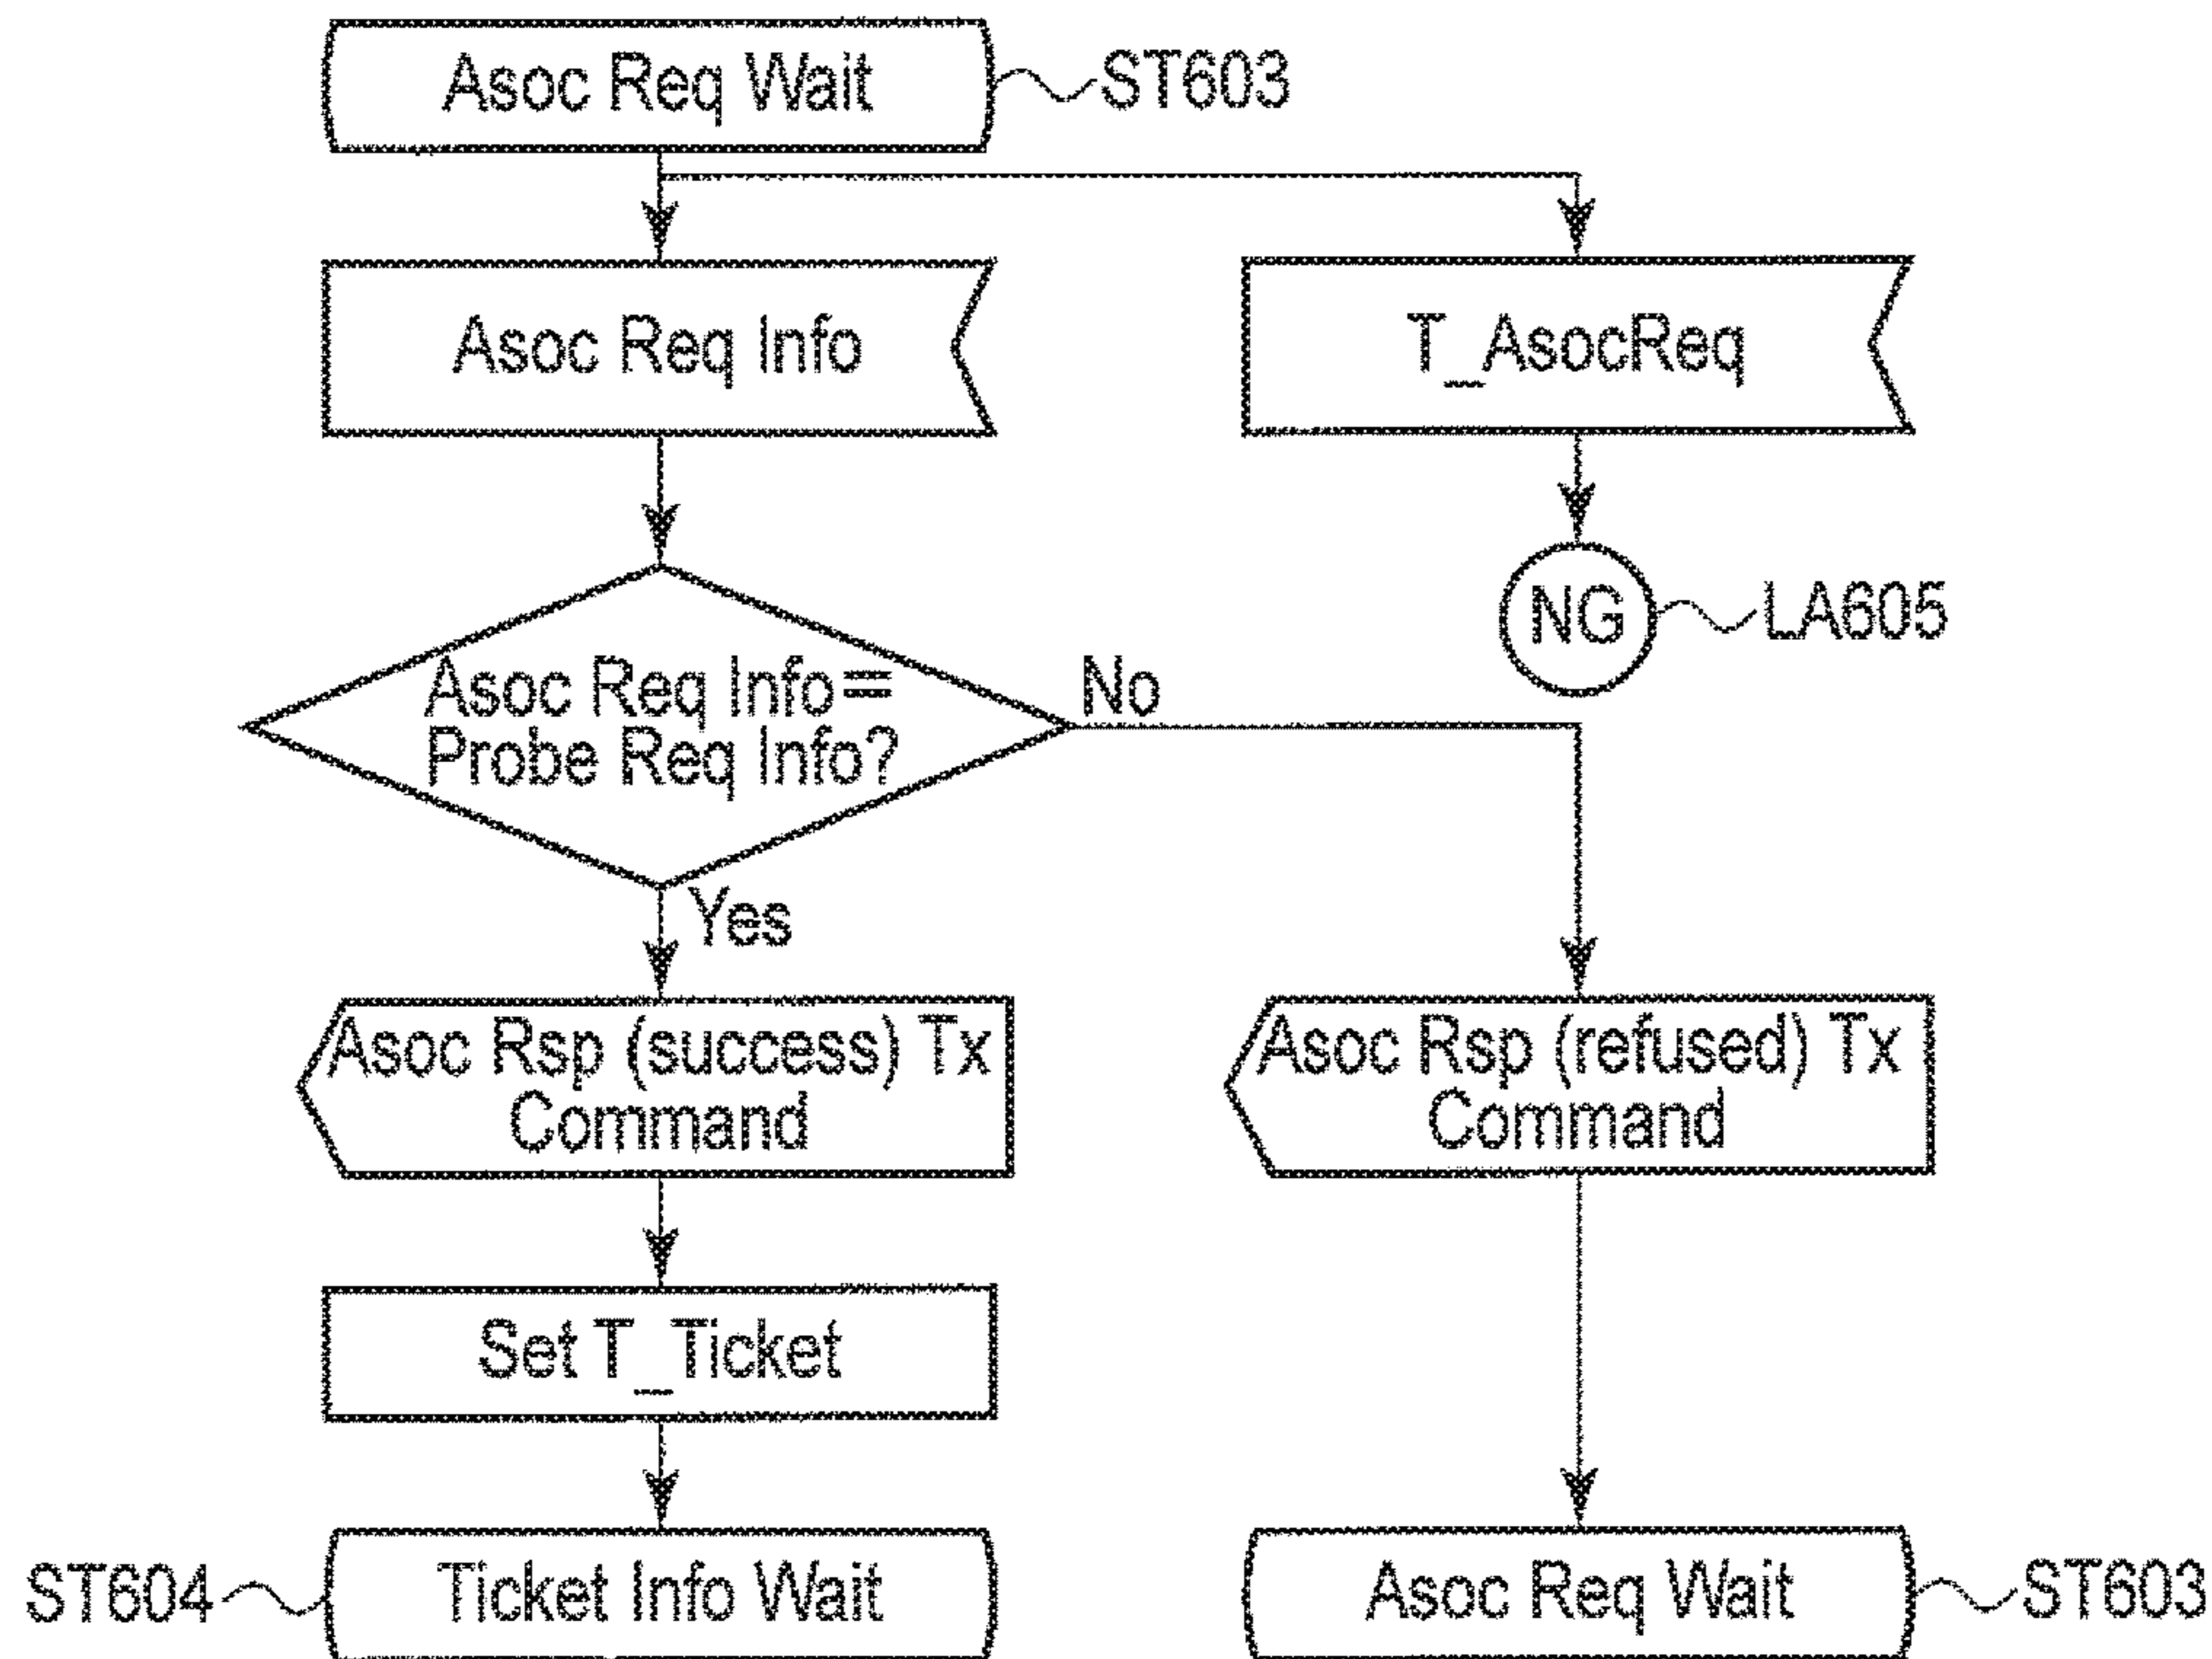 Asoc Req Wait
ST603
Asoc Req Info
T_AsocReq
NG
LA605
Asoc Req Info=
Probe Req Info?
No
Yes
Asoc Rsp (success) Tx
Command
Asoc Rsp (refused) Tx
Command
Set T_Ticket
ST604
Ticket Info Wait
Asoc Req Wait
ST603